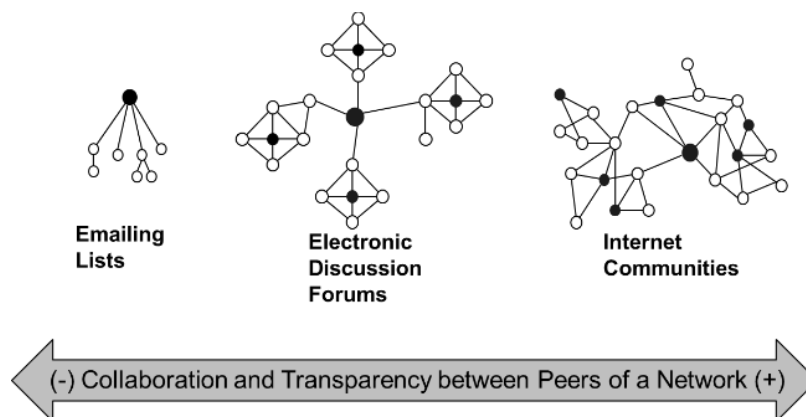 Emailing
Lists
Electronic
Discussion
Forums
Internet
Communities
(-) Collaboration and Transparency between Peers of a Network (+)